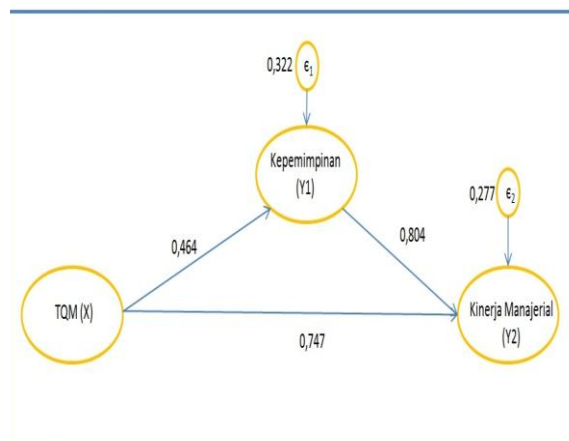 0,322 ϵ1
Kepemimpinan
(Y1)
0,277 ϵ2
0,464
0,804
TQM (X)
Kinerja Manajerial
(Y2)
0,747